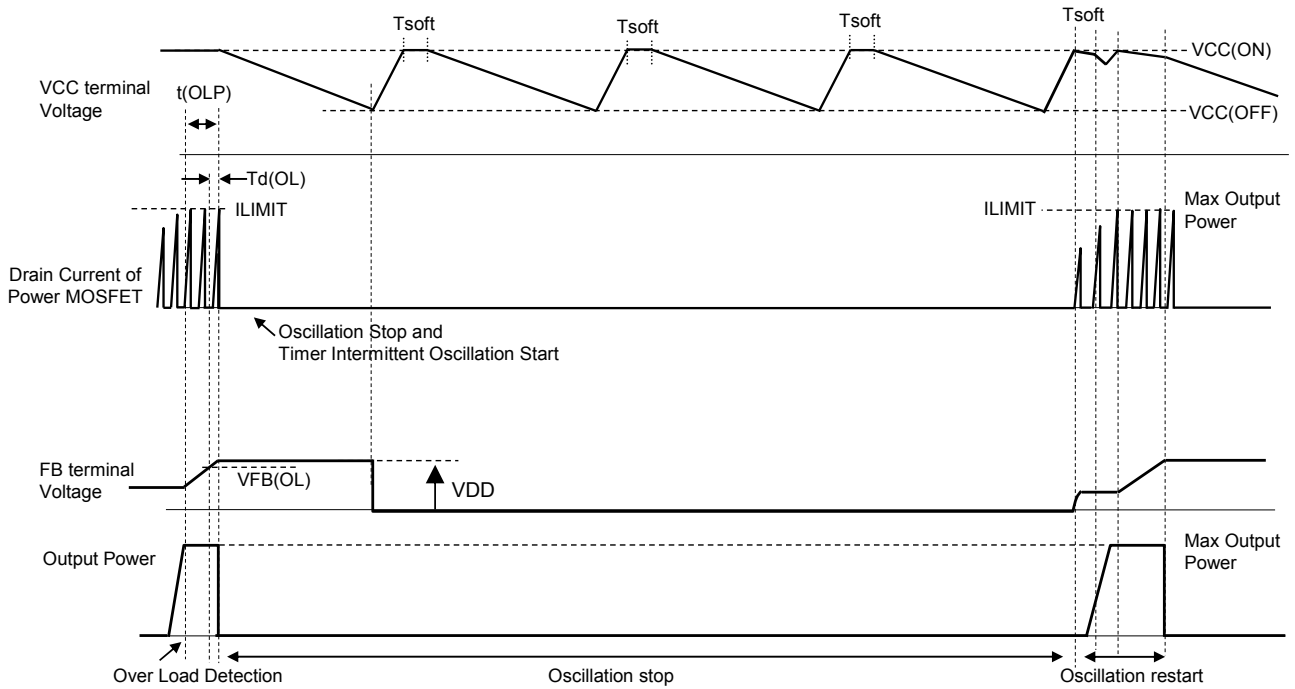 Tsoft
Tsoft
Tsoft
Tsoft
VCC(ON)
VCC terminal
Voltage
t(OLP)
VCC(OFF)
Td(OL)
ILIMIT
ILIMIT
Max Output
Power
Drain Current of
Power MOSFET
Oscillation Stop and
Timer Intermittent Oscillation Start
FB terminal
Voltage
VFB(OL)
VDD
Output Power
Max Output
Power
Over Load Detection
Oscillation stop
Oscillation restart